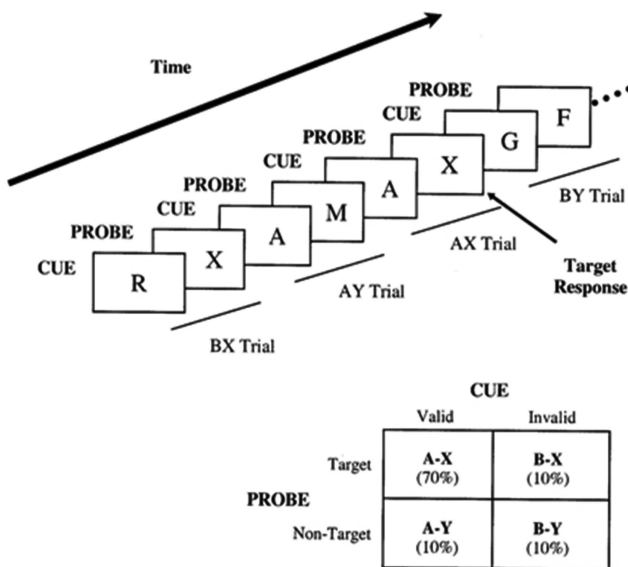 Time
PROBE
CUE
F
PROBE
G
CUE
X
PROBE
A
BY Trial
CUE
M
PROBE
A
AX Trial
CUE
X
Target
Response
R
AY Trial
BX Trial
CUE
Valid
Invalid
Target
A-X
(70%)
B-X
(10%)
PROBE
Non-Target
A-Y
(10%)
B-Y
(10%)